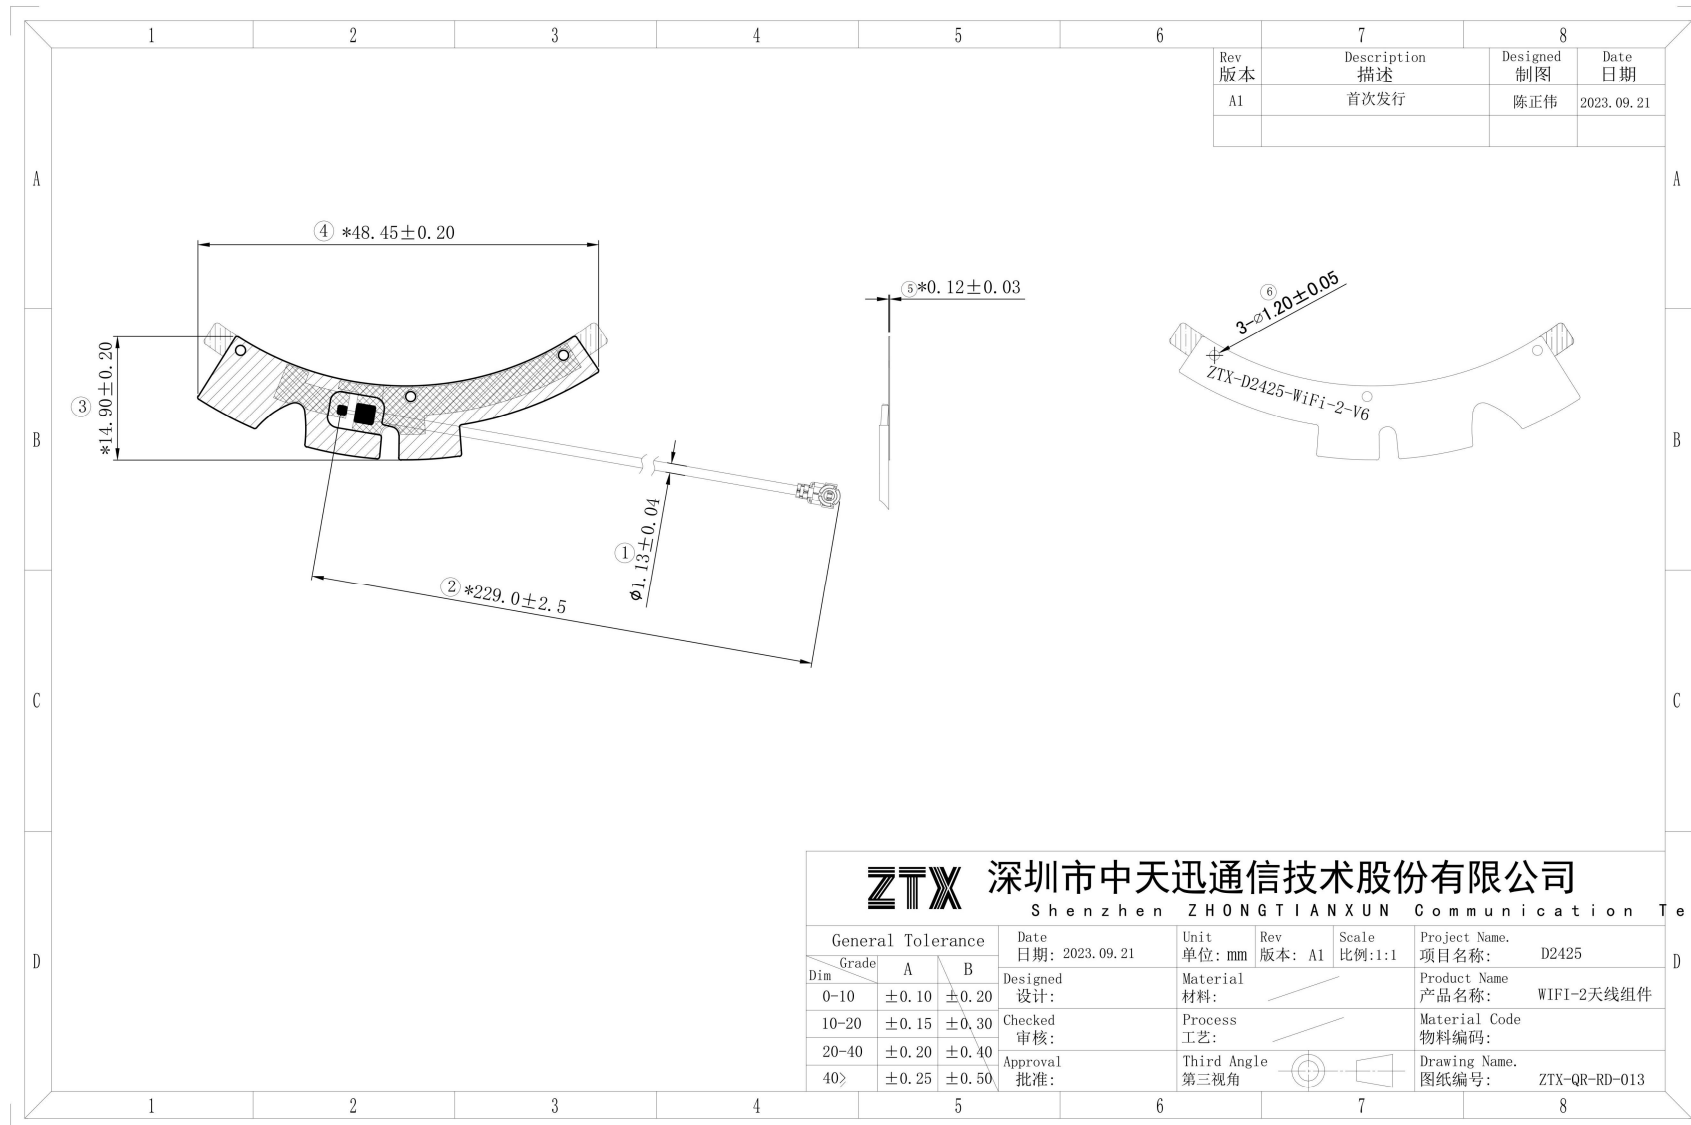 1 2 3 4 5 6 7 8
Rev Description Designed Date
版本 描述 制图 日期
A1 首次发行 陈正伟 2023.09.21
A A
④ *48.45±0.20
⑤*0.12±0.03
⑥
3-⌀1.20±0.05
③ *14.90±0.20
ZTX-D2425-WiFi-2-V6
B B
① ϕ1.13±0.04
② *229.0±2.5
C C
ZTX 深圳市中天迅通信技术股份有限公司
Shenzhen ZHONGTIANXUN Communication Te
General Tolerance
Grade
Dim A B
0-10 ±0.10 ±0.20
10-20 ±0.15 ±0.30
20-40 ±0.20 ±0.40
40> ±0.25 ±0.50
Date
日期: 2023.09.21
Unit
单位: mm
Rev
版本: A1
Scale
比例:1:1
Project Name.
项目名称: D2425
Designed
设计:
Material
材料:
Product Name
产品名称: WIFI-2天线组件
Checked
审核:
Process
工艺:
Material Code
物料编码:
Approval
批准:
Third Angle
第三视角
Drawing Name.
图纸编号: ZTX-QR-RD-013
D D
1 2 3 4 5 6 7 8